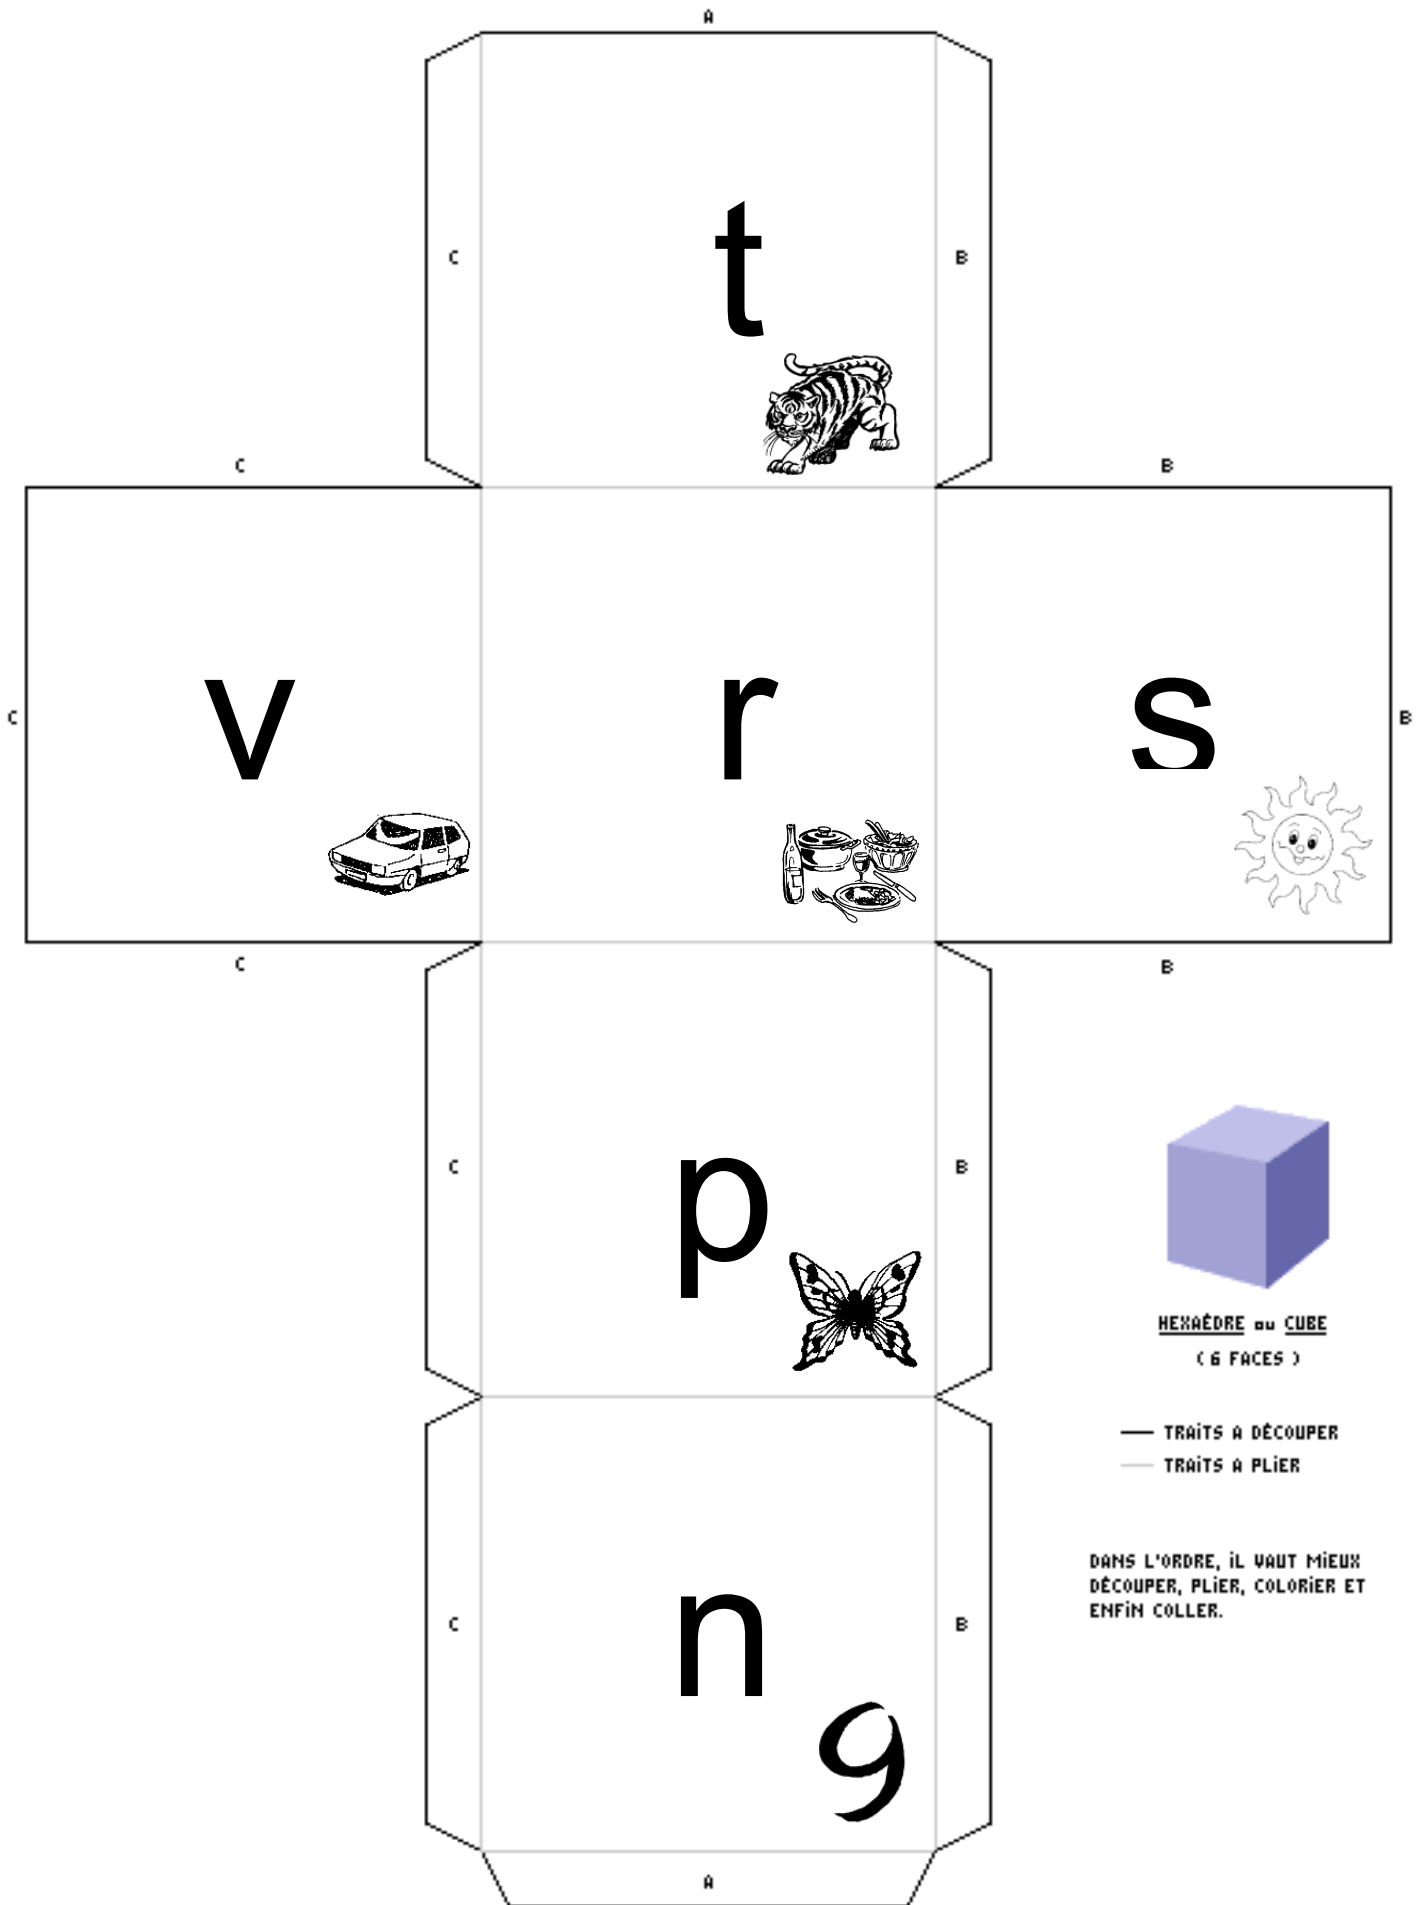 A
t
C
B
C
B
C
v
r
s
B
C
B
C
p
B
HEXAÈDRE ou CUBE
( 6 FACES )
TRAiTS A DÉCOUPER
TRAiTS A PLiER
DANS L'ORDRE, iL VAUT MiEUX
DÉCOUPER, PLiER, COLORiER ET
ENFiN COLLER.
C
n
B
9
A